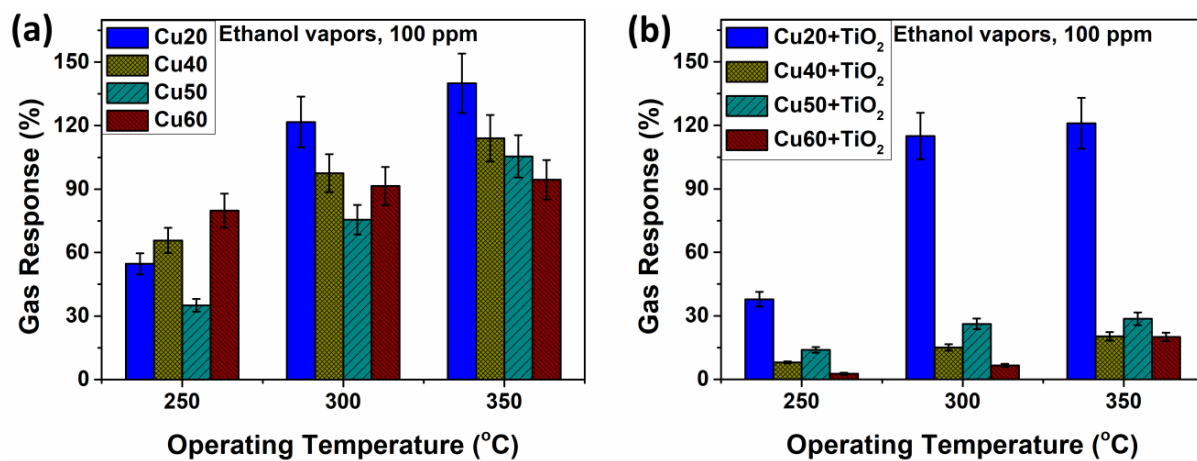 (a)
Cu20
Cu40
Cu50
Cu60
Ethanol vapors, 100 ppm
Gas Response (%)
150
120
90
60
30
0
250 300 350
Operating Temperature (°C)
(b)
Cu20+TiO₂
Cu40+TiO₂
Cu50+TiO₂
Cu60+TiO₂
Ethanol vapors, 100 ppm
Gas Response (%)
150
120
90
60
30
0
250 300 350
Operating Temperature (°C)